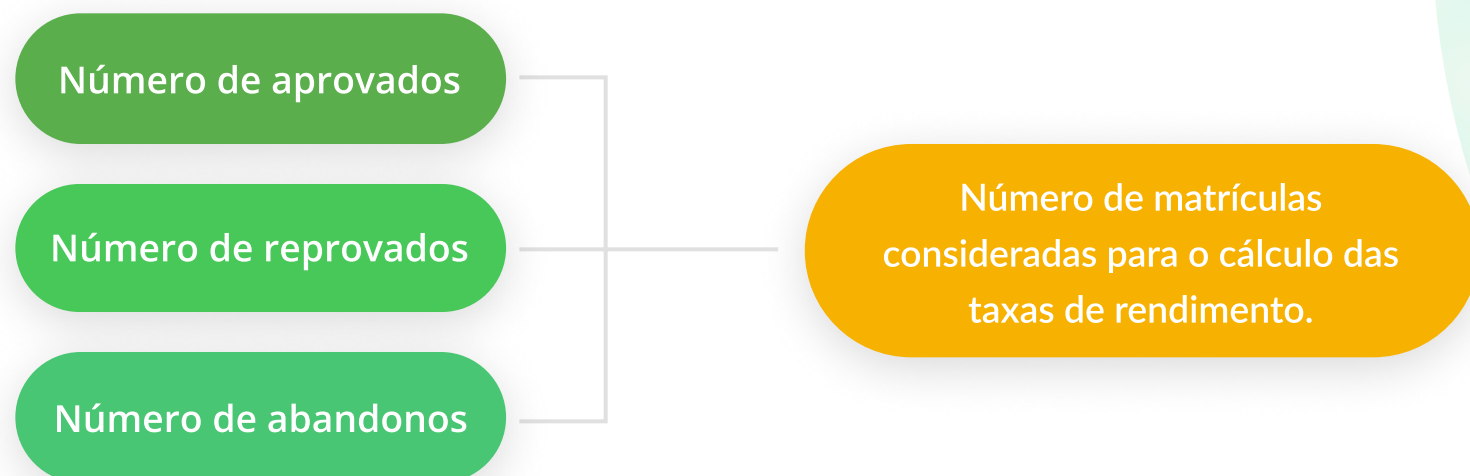 Número de aprovados
Número de reprovados
Número de abandonos
Número de matrículas
consideradas para o cálculo das
taxas de rendimento.